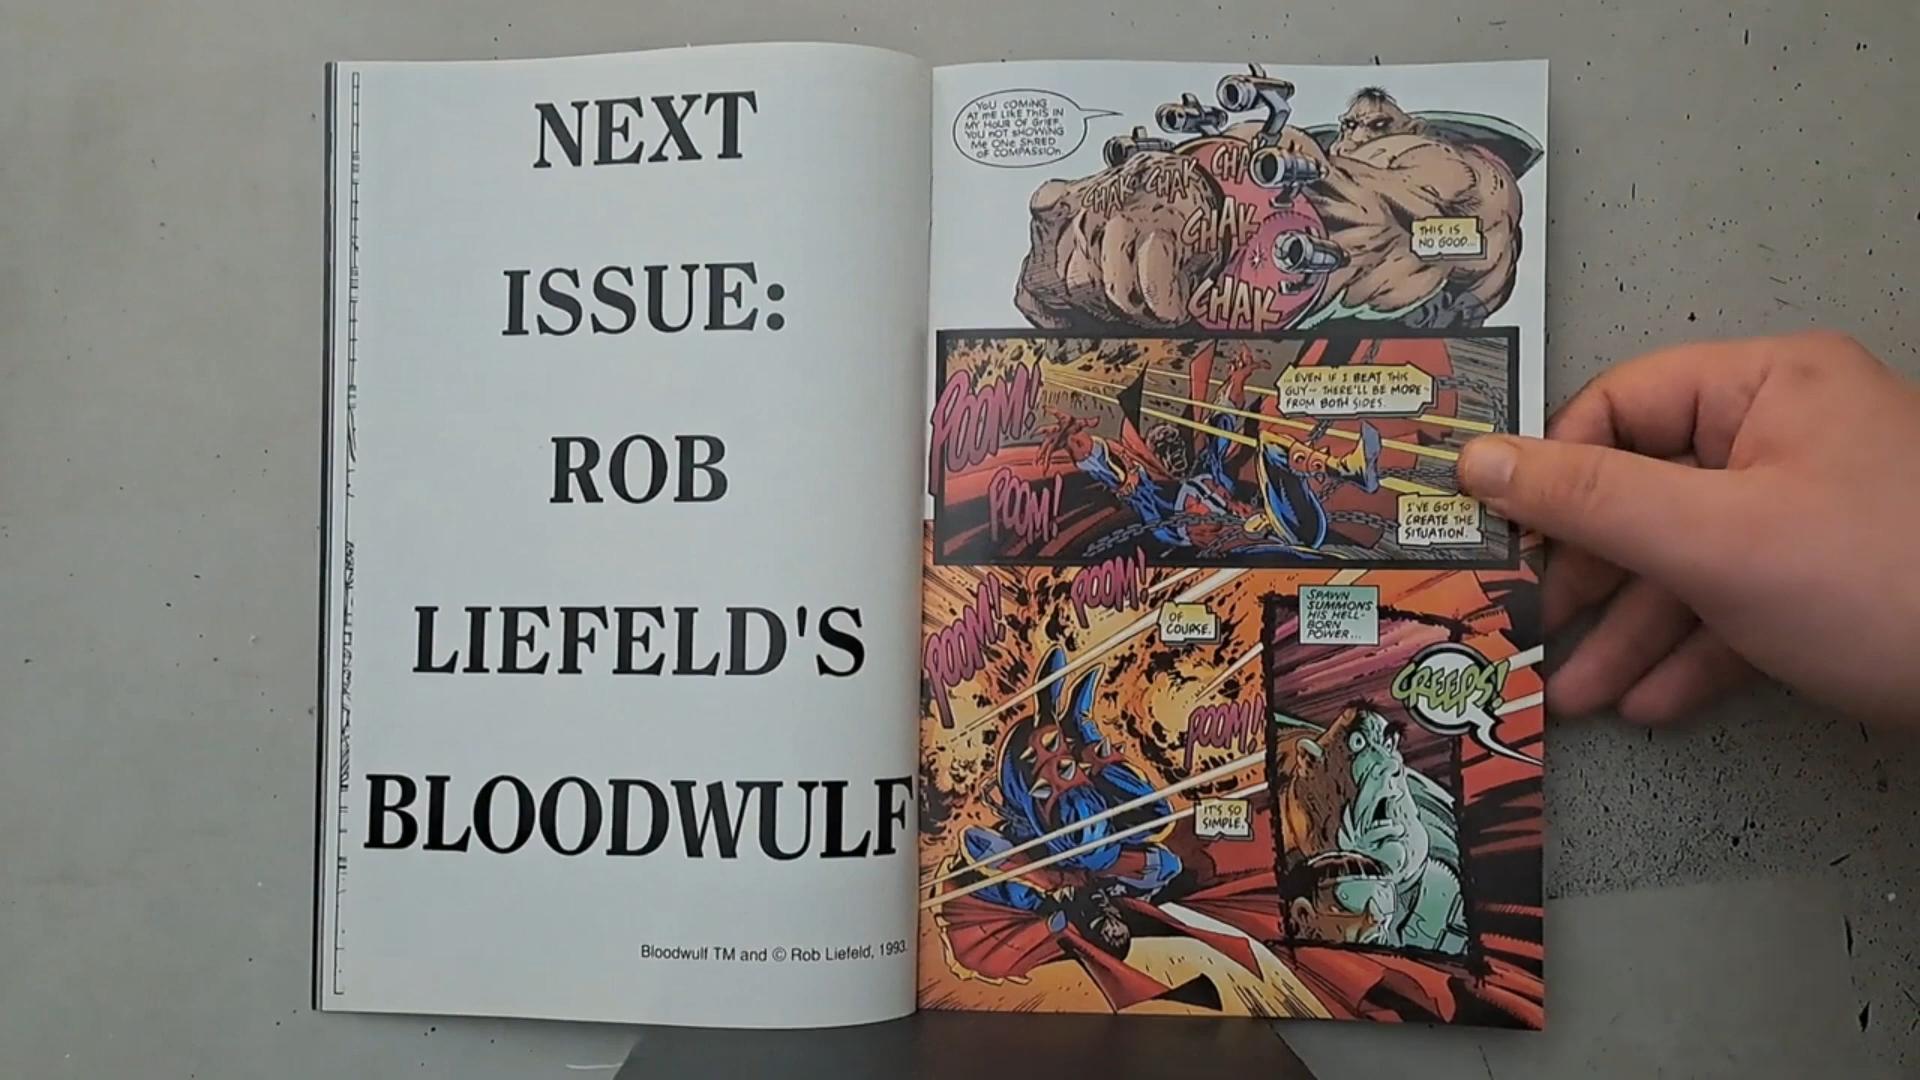 NEXT
ISSUE:
ROB
LIEFELD'S
BLOODWULF
Bloodwulf TM and © Rob Liefeld, 1993.
YOU COMING
AT ME LIKE THIS IN
MY HOUR OF GRIEF.
YOU NOT SHOWING
ME ONE SHRED
OF COMPASSION.
CHAK
CHAK
CHAK
CHAK
CHAK
THIS IS
NO GOOD...
POOM!
POOM!
...EVEN IF I BEAT THIS
GUY-- THERE'LL BE MORE--
FROM BOTH SIDES.
I'VE GOT TO
CREATE THE
SITUATION.
POOM!
POOM!
OF
COURSE.
POOM!
IT'S SO
SIMPLE.
SPAWN
SUMMONS
HIS HELL-
BORN
POWER...
CREEPS!